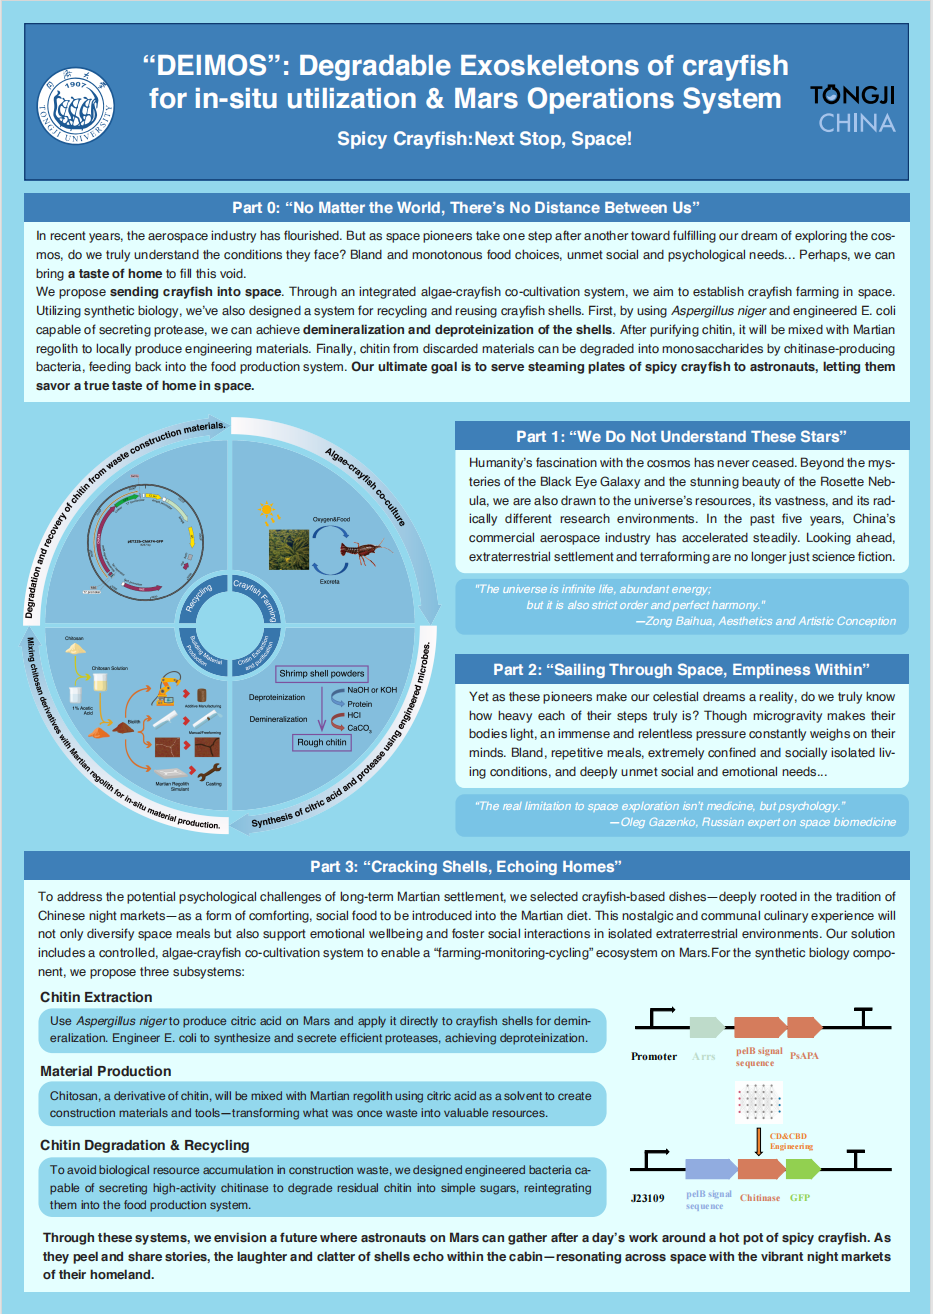 1907
TONGJI UNIVERSITY
“DEIMOS”: Degradable Exoskeletons of crayfish
for in-situ utilization & Mars Operations System
Spicy Crayfish:Next Stop, Space!
TONGJI
CHINA
Part 0: “No Matter the World, There’s No Distance Between Us”
In recent years, the aerospace industry has flourished. But as space pioneers take one step after another toward fulfilling our dream of exploring the cos-
mos, do we truly understand the conditions they face? Bland and monotonous food choices, unmet social and psychological needs... Perhaps, we can
bring a taste of home to fill this void.
We propose sending crayfish into space. Through an integrated algae-crayfish co-cultivation system, we aim to establish crayfish farming in space.
Utilizing synthetic biology, we’ve also designed a system for recycling and reusing crayfish shells. First, by using Aspergillus niger and engineered E. coli
capable of secreting protease, we can achieve demineralization and deproteinization of the shells. After purifying chitin, it will be mixed with Martian
regolith to locally produce engineering materials. Finally, chitin from discarded materials can be degraded into monosaccharides by chitinase-producing
bacteria, feeding back into the food production system. Our ultimate goal is to serve steaming plates of spicy crayfish to astronauts, letting them
savor a true taste of home in space.
Degradation and recovery of chitin from waste construction materials.
Algae-crayfish co-culture
Synthesis of citric acid and protease using engineered microbes.
Mixing chitosan derivatives with Martian regolith for in-situ material production.
Recycling
Crayfish Farming
Building Material
Production
Chitin Extraction
and purification
Oxygen&Food
Excreta
Chitosan
Chitosan Solution
1% Acetic
Acid
Biolith
Additive Manufacturing
Martian Regolith
Simulant
Casting
Shrimp shell powders
Deproteinization
NaOH or KOH
Protein
Demineralization
HCl
CaCO3
Rough chitin
Part 1: “We Do Not Understand These Stars”
Humanity’s fascination with the cosmos has never ceased. Beyond the mys-
teries of the Black Eye Galaxy and the stunning beauty of the Rosette Neb-
ula, we are also drawn to the universe’s resources, its vastness, and its rad-
ically different research environments. In the past five years, China’s
commercial aerospace industry has accelerated steadily. Looking ahead,
extraterrestrial settlement and terraforming are no longer just science fiction.
“The universe is infinite life, abundant energy;
but it is also strict order and perfect harmony.”
—Zong Baihua, Aesthetics and Artistic Conception
Part 2: “Sailing Through Space, Emptiness Within”
Yet as these pioneers make our celestial dreams a reality, do we truly know
how heavy each of their steps truly is? Though microgravity makes their
bodies light, an immense and relentless pressure constantly weighs on their
minds. Bland, repetitive meals, extremely confined and socially isolated liv-
ing conditions, and deeply unmet social and emotional needs...
“The real limitation to space exploration isn’t medicine, but psychology.”
—Oleg Gazenko, Russian expert on space biomedicine
Part 3: “Cracking Shells, Echoing Homes”
To address the potential psychological challenges of long-term Martian settlement, we selected crayfish-based dishes—deeply rooted in the tradition of
Chinese night markets—as a form of comforting, social food to be introduced into the Martian diet. This nostalgic and communal culinary experience will
not only diversify space meals but also support emotional wellbeing and foster social interactions in isolated extraterrestrial environments. Our solution
includes a controlled, algae-crayfish co-cultivation system to enable a “farming-monitoring-cycling” ecosystem on Mars.For the synthetic biology compo-
nent, we propose three subsystems:
Chitin Extraction
Use Aspergillus niger to produce citric acid on Mars and apply it directly to crayfish shells for demin-
eralization. Engineer E. coli to synthesize and secrete efficient proteases, achieving deproteinization.
Material Production
Chitosan, a derivative of chitin, will be mixed with Martian regolith using citric acid as a solvent to create
construction materials and tools—transforming what was once waste into valuable resources.
Chitin Degradation & Recycling
To avoid biological resource accumulation in construction waste, we designed engineered bacteria ca-
pable of secreting high-activity chitinase to degrade residual chitin into simple sugars, reintegrating
them into the food production system.
Promoter
Arrs
pelB signal
sequence
PsAPA
CD&CBD
Engineering
J23109
pelB signal
sequence
Chitinase
GFP
Through these systems, we envision a future where astronauts on Mars can gather after a day’s work around a hot pot of spicy crayfish. As
they peel and share stories, the laughter and clatter of shells echo within the cabin—resonating across space with the vibrant night markets
of their homeland.